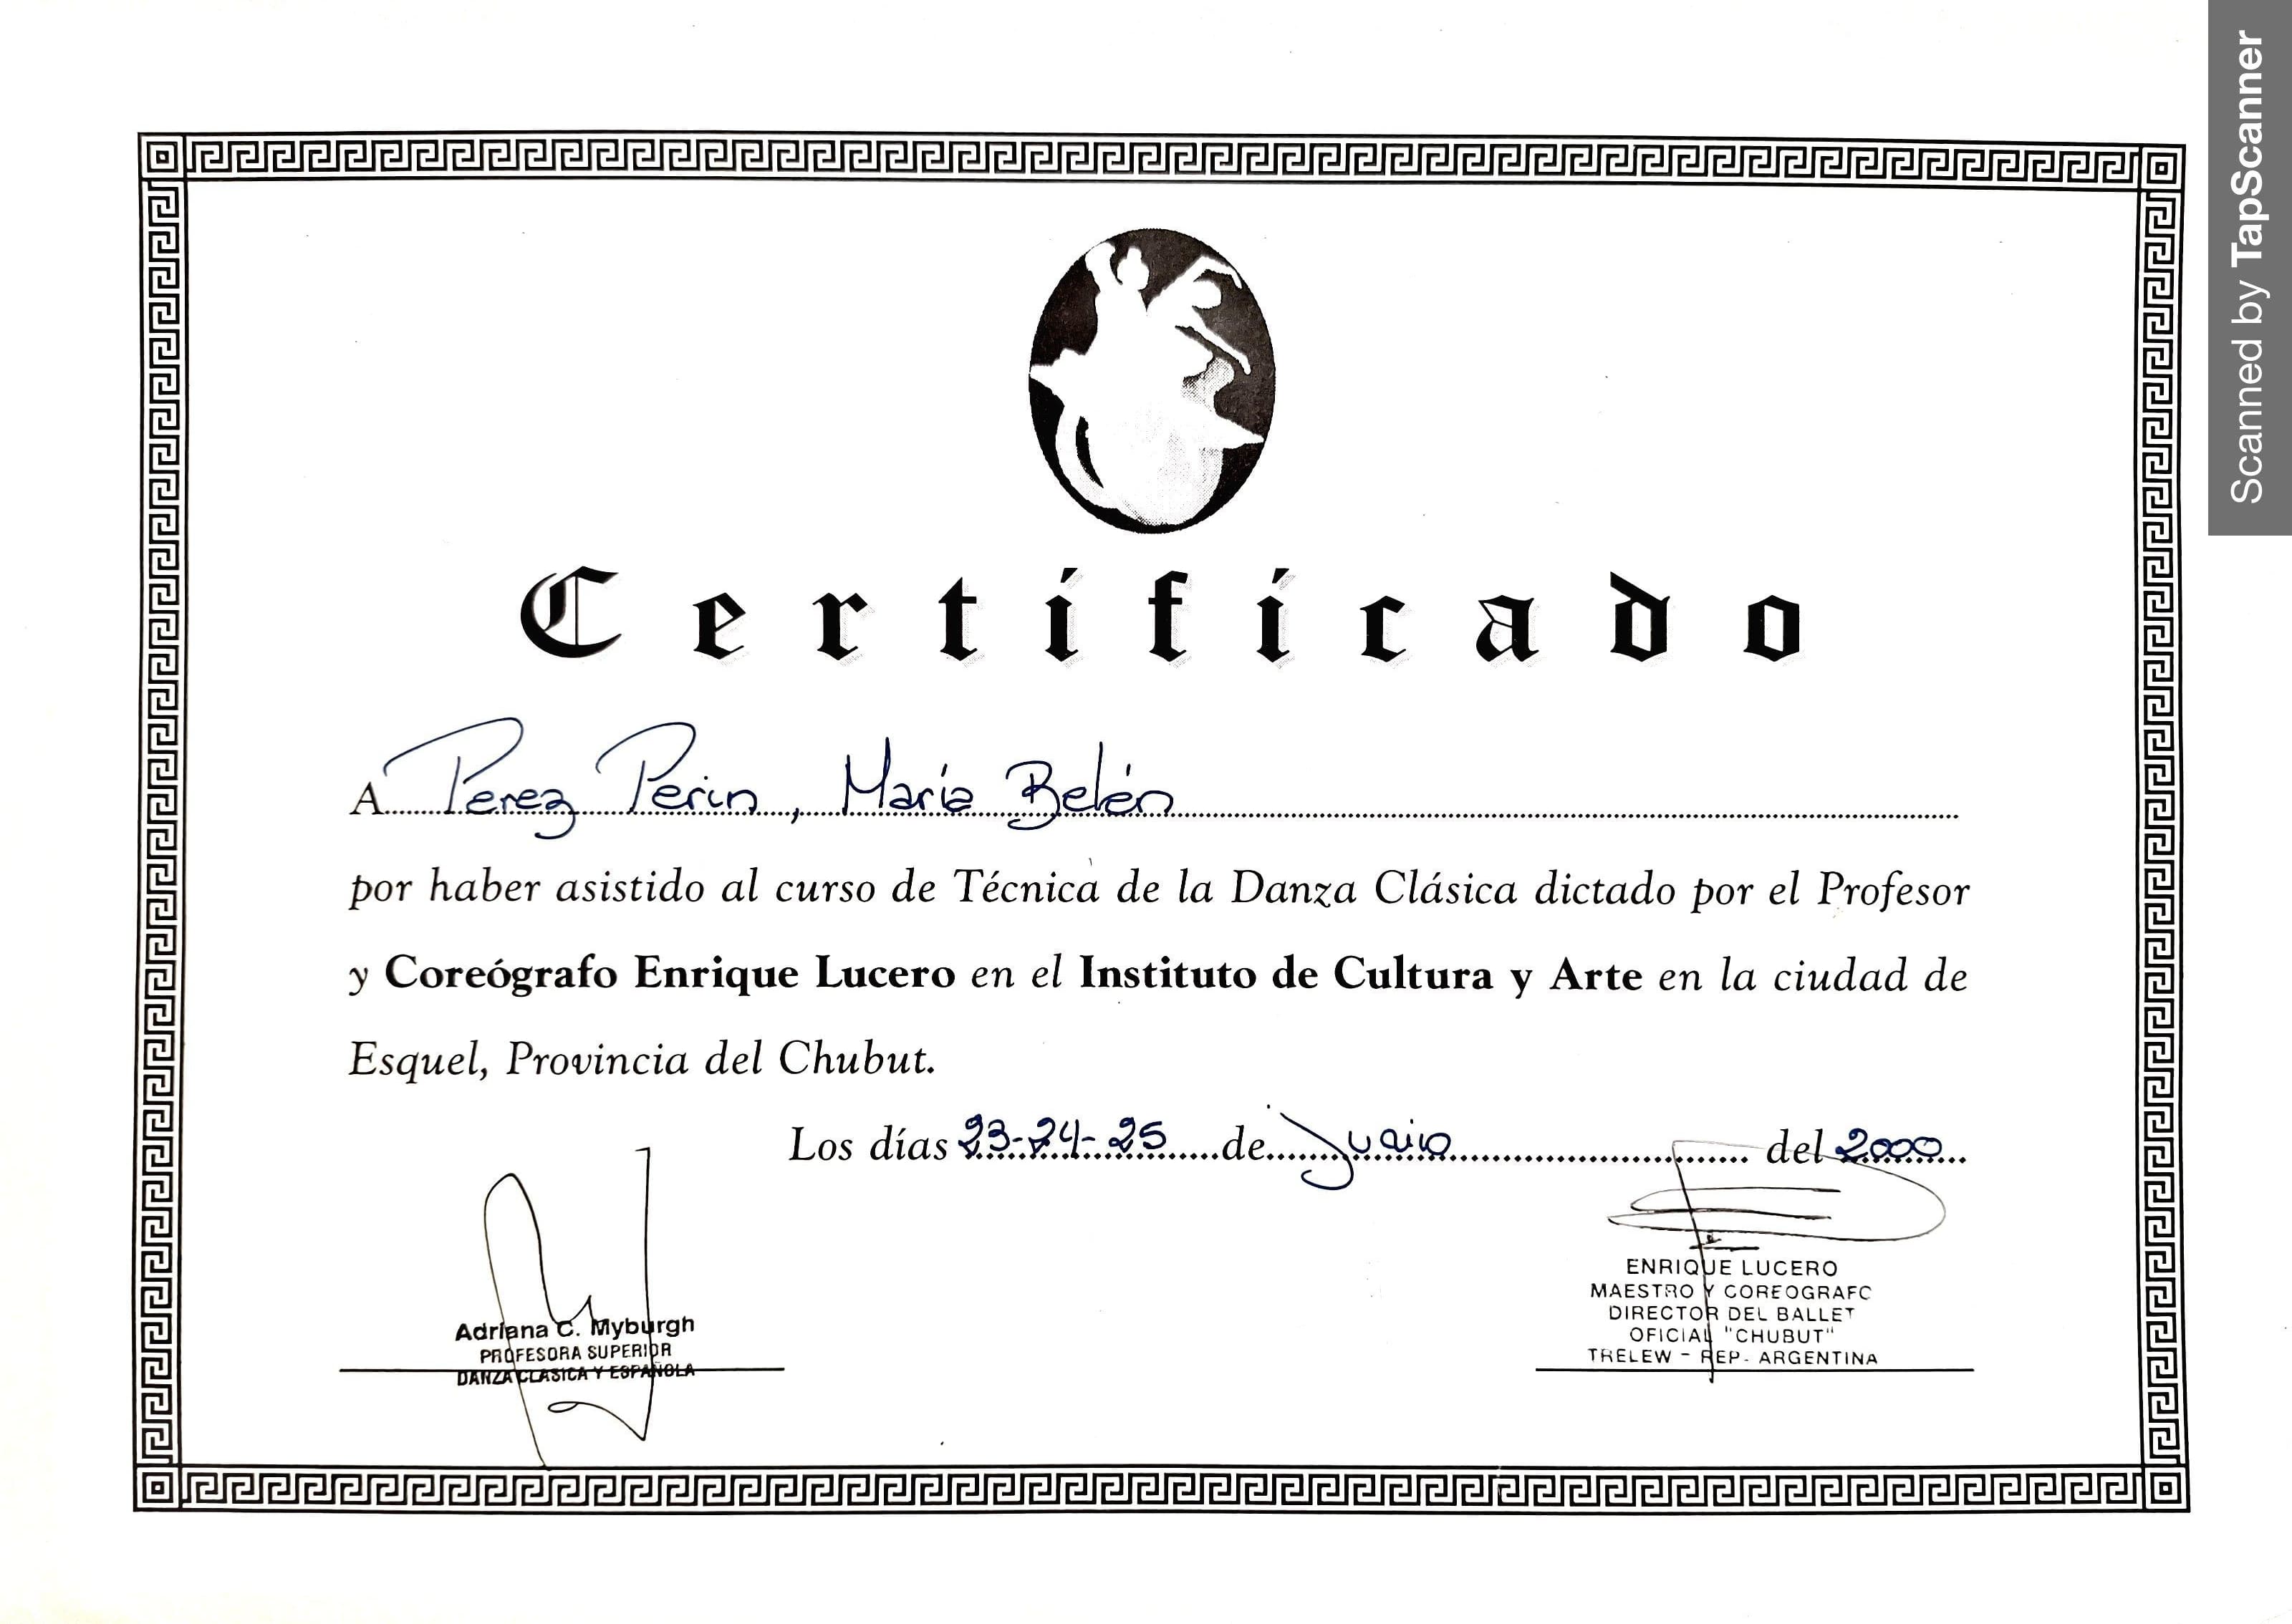 Scanned by TapScanner
Certificado
A Perez Perin, María Belén
por haber asistido al curso de Técnica de la Danza Clásica dictado por el Profesor
y Coreógrafo Enrique Lucero en el Instituto de Cultura y Arte en la ciudad de
Esquel, Provincia del Chubut.
Los días 23-24-25 de Junio del 2000
Adriana C. Myburgh
PROFESORA SUPERIOR
DANZA CLASICA Y ESPAÑOLA
ENRIQUE LUCERO
MAESTRO Y COREOGRAFO
DIRECTOR DEL BALLET
OFICIAL "CHUBUT"
TRELEW - REP. ARGENTINA